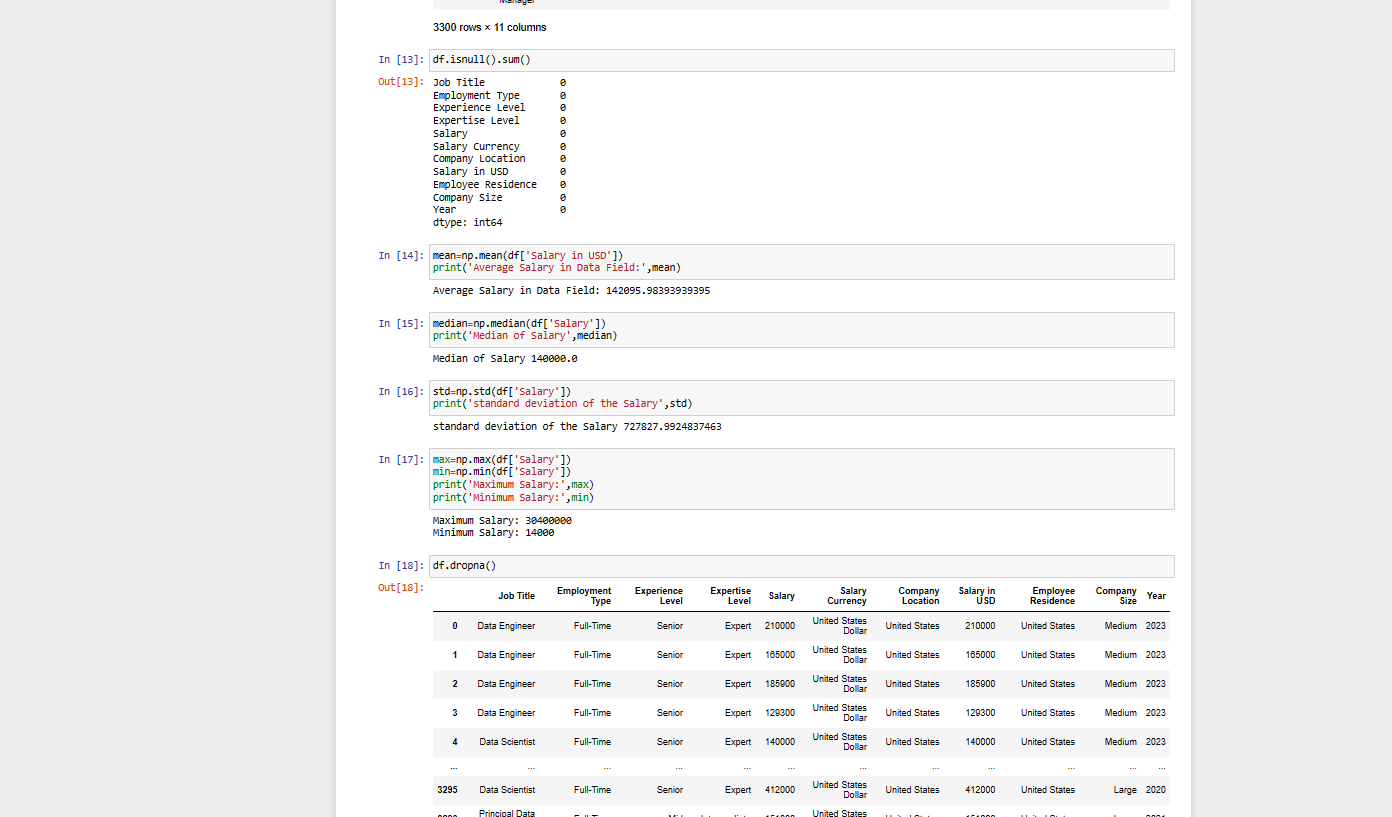 Manager
3300 rows × 11 columns
In [13]: df.isnull().sum()
Out[13]: Job Title 0
Employment Type 0
Experience Level 0
Expertise Level 0
Salary 0
Salary Currency 0
Company Location 0
Salary in USD 0
Employee Residence 0
Company Size 0
Year 0
dtype: int64
In [14]: mean=np.mean(df['Salary in USD'])
print('Average Salary in Data Field:',mean)
Average Salary in Data Field: 142095.98393939395
In [15]: median=np.median(df['Salary'])
print('Median of Salary',median)
Median of Salary 140000.0
In [16]: std=np.std(df['Salary'])
print('standard deviation of the Salary',std)
standard deviation of the Salary 727827.9924837463
In [17]: max=np.max(df['Salary'])
min=np.min(df['Salary'])
print('Maximum Salary:',max)
print('Minimum Salary:',min)
Maximum Salary: 30400000
Minimum Salary: 14000
In [18]: df.dropna()
Out[18]:
Job Title Employment Type Experience Level Expertise Level Salary Salary Currency Company Location Salary in USD Employee Residence Company Size Year
0 Data Engineer Full-Time Senior Expert 210000 United States Dollar United States 210000 United States Medium 2023
1 Data Engineer Full-Time Senior Expert 165000 United States Dollar United States 165000 United States Medium 2023
2 Data Engineer Full-Time Senior Expert 185900 United States Dollar United States 185900 United States Medium 2023
3 Data Engineer Full-Time Senior Expert 129300 United States Dollar United States 129300 United States Medium 2023
4 Data Scientist Full-Time Senior Expert 140000 United States Dollar United States 140000 United States Medium 2023
... ... ... ... ... ... ... ... ... ... ... ...
3295 Data Scientist Full-Time Senior Expert 412000 United States Dollar United States 412000 United States Large 2020
Principal Data United States